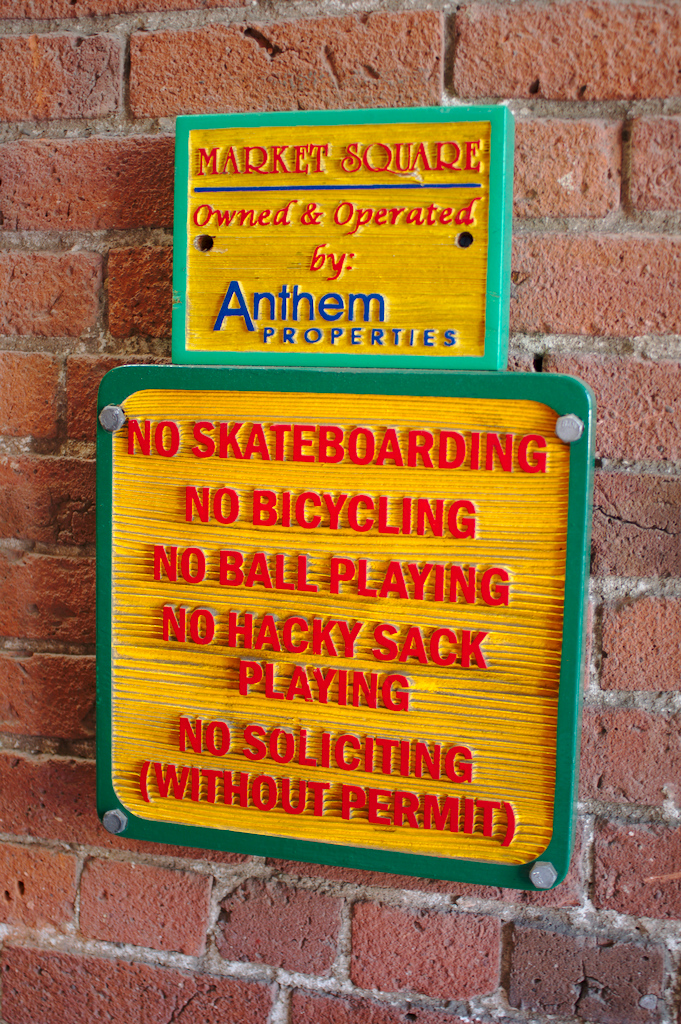 MARKET SQUARE
Owned & Operated
by:
Anthem
PROPERTIES
NO SKATEBOARDING
NO BICYCLING
NO BALL PLAYING
NO HACKY SACK
PLAYING
NO SOLICITING
(WITHOUT PERMIT)